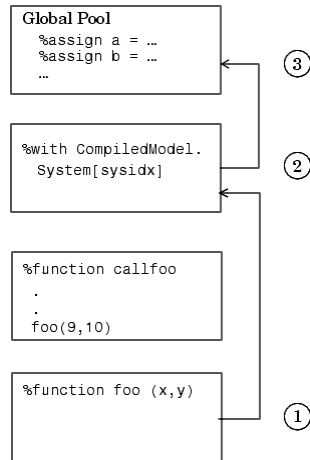 Global Pool
%assign a = …
%assign b = …
…
3
%with CompiledModel.
System[sysidx]
2
%function callfoo
.
.
foo(9,10)
%function foo (x,y)
1